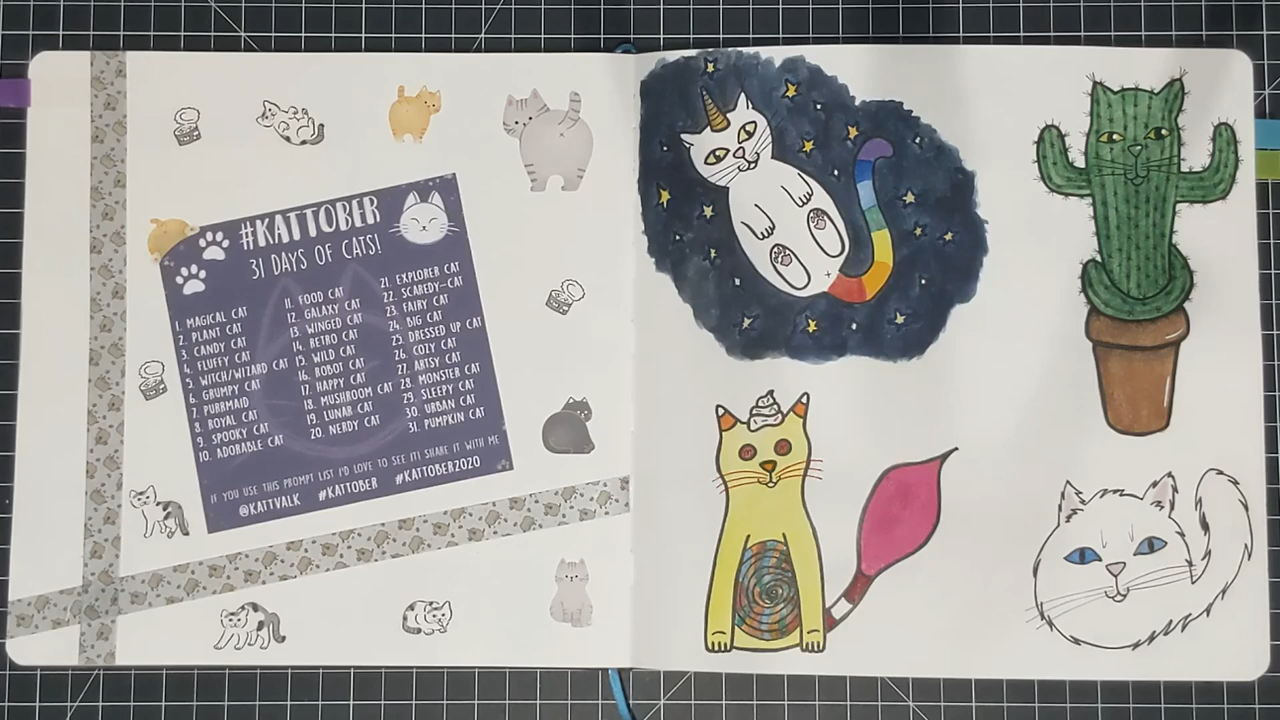 #KATTOBER
31 DAYS OF CATS!
1. MAGICAL CAT
2. PLANT CAT
3. CANDY CAT
4. FLUFFY CAT
5. WITCH/WIZARD CAT
6. GRUMPY CAT
7. PURRMAID
8. ROYAL CAT
9. SPOOKY CAT
10. ADORABLE CAT
11. FOOD CAT
12. GALAXY CAT
13. WINGED CAT
14. RETRO CAT
15. WILD CAT
16. ROBOT CAT
17. HAPPY CAT
18. MUSHROOM CAT
19. LUNAR CAT
20. NERDY CAT
21. EXPLORER CAT
22. SCAREDY-CAT
23. FAIRY CAT
24. BIG CAT
25. DRESSED UP CAT
26. COZY CAT
27. ARTSY CAT
28. MONSTER CAT
29. SLEEPY CAT
30. URBAN CAT
31. PUMPKIN CAT
IF YOU USE THIS PROMPT LIST I'D LOVE TO SEE IT! SHARE IT WITH ME
@KATTVALK #KATTOBER #KATTOBER2020